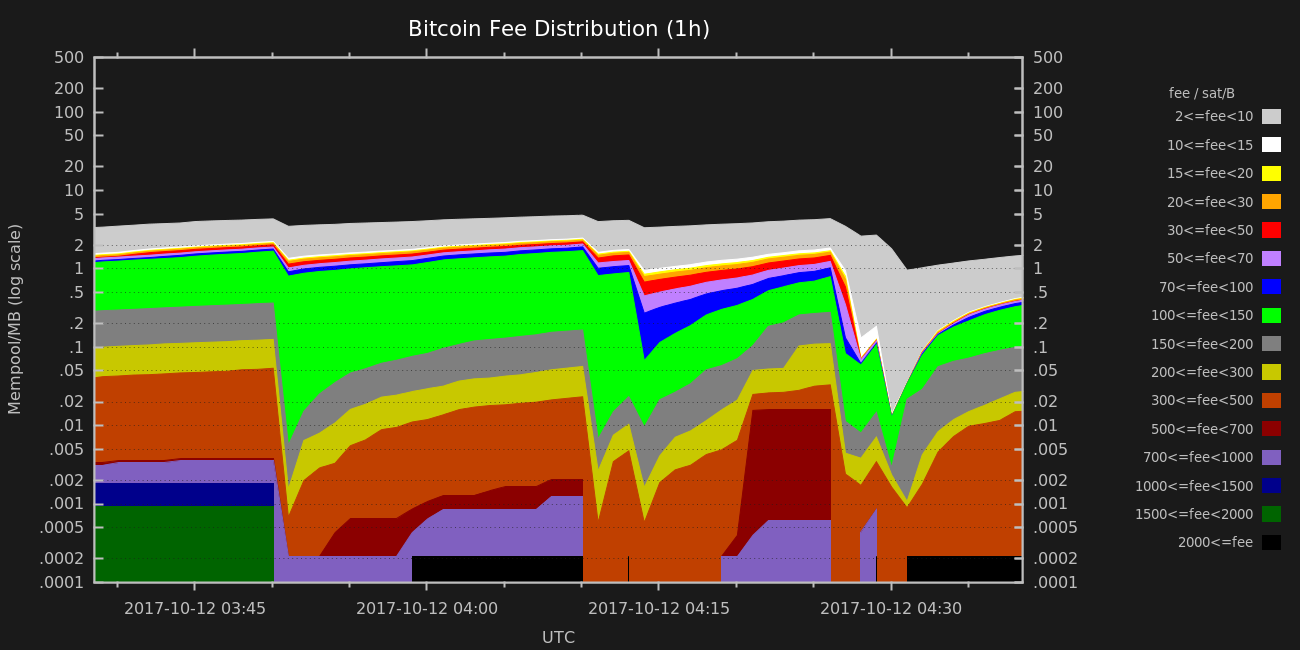 Bitcoin Fee Distribution (1h)
500 500
200 200
100 100
50 50
20 20
10 10
5 5
2 2
1 1
.5 .5
.2 .2
.1 .1
.05 .05
.02 .02
.01 .01
.005 .005
.002 .002
.001 .001
.0005 .0005
.0002 .0002
.0001 .0001
Mempool/MB (log scale)
2017-10-12 03:45 2017-10-12 04:00 2017-10-12 04:15 2017-10-12 04:30
UTC
fee / sat/B
2<=fee<10
10<=fee<15
15<=fee<20
20<=fee<30
30<=fee<50
50<=fee<70
70<=fee<100
100<=fee<150
150<=fee<200
200<=fee<300
300<=fee<500
500<=fee<700
700<=fee<1000
1000<=fee<1500
1500<=fee<2000
2000<=fee